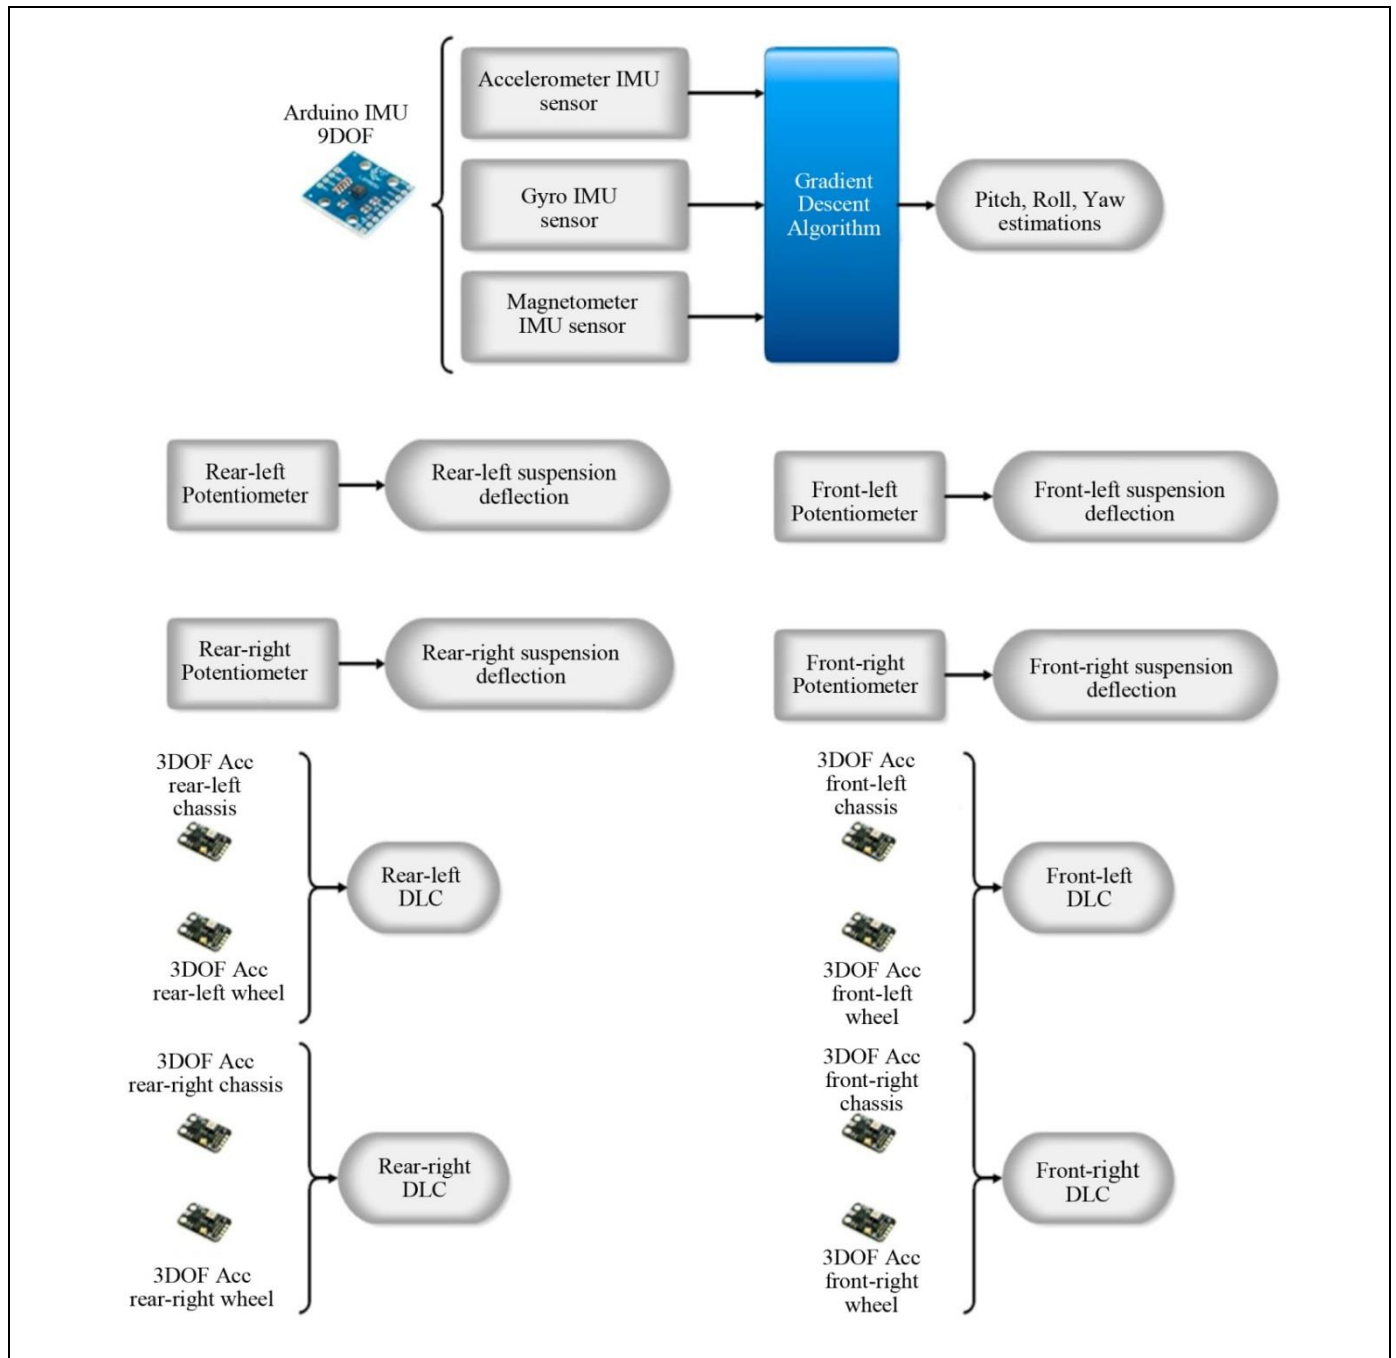 Arduino IMU
9DOF
Accelerometer IMU
sensor
Gyro IMU
sensor
Magnetometer
IMU sensor
Gradient
Descent
Algorithm
Pitch, Roll, Yaw
estimations
Rear-left
Potentiometer
Rear-left suspension
deflection
Front-left
Potentiometer
Front-left suspension
deflection
Rear-right
Potentiometer
Rear-right suspension
deflection
Front-right
Potentiometer
Front-right suspension
deflection
3DOF Acc
rear-left
chassis
3DOF Acc
rear-left wheel
Rear-left
DLC
3DOF Acc
front-left
chassis
3DOF Acc
front-left
wheel
Front-left
DLC
3DOF Acc
rear-right chassis
3DOF Acc
rear-right wheel
Rear-right
DLC
3DOF Acc
front-right
chassis
3DOF Acc
front-right
wheel
Front-right
DLC